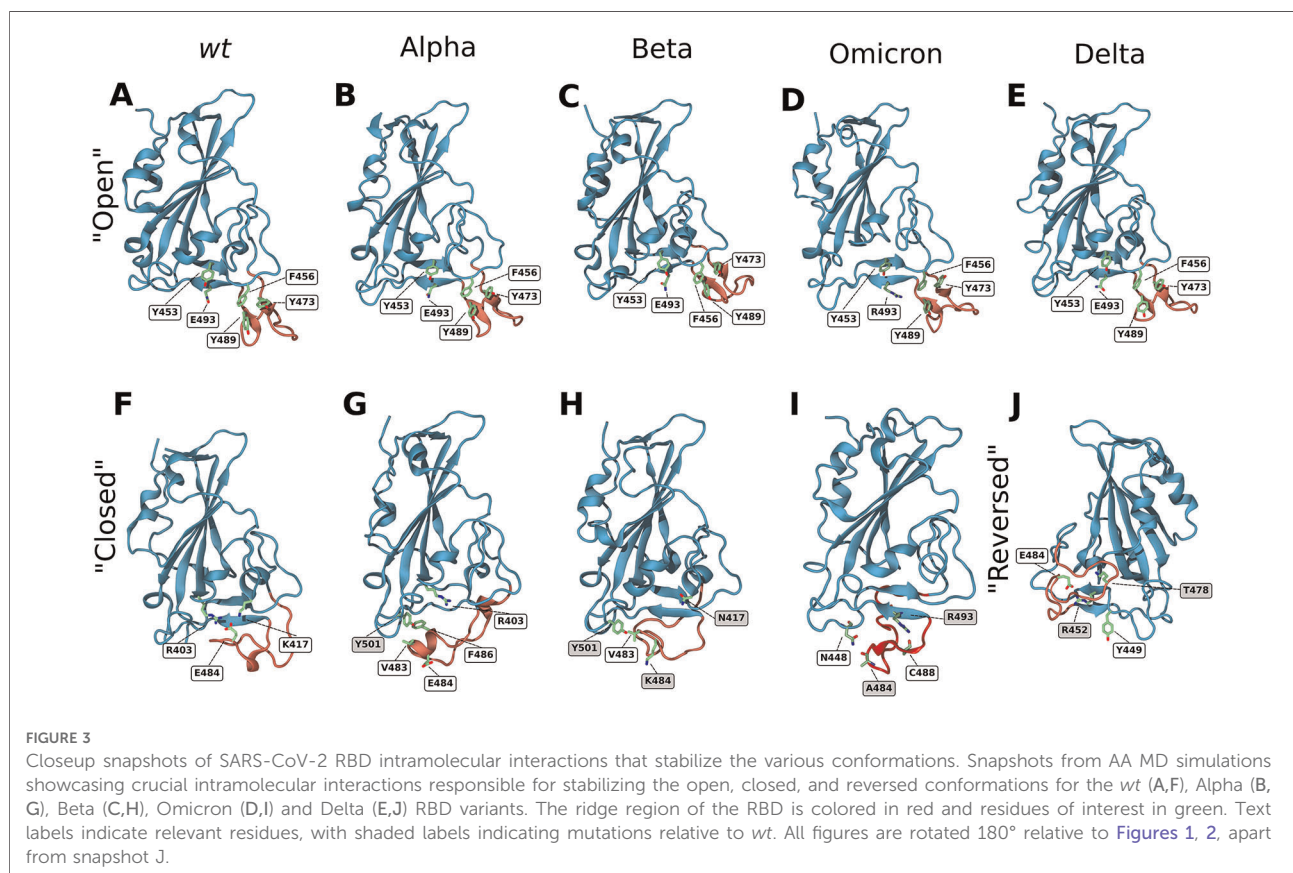 wt
Alpha
Beta
Omicron
Delta
"Open"
A
Y453
E493
Y489
F456
Y473
B
Y453
E493
Y489
F456
Y473
C
Y453
E493
F456
Y489
Y473
D
Y453
R493
Y489
F456
Y473
E
Y453
E493
Y489
F456
Y473
"Closed"
F
R403
E484
K417
G
Y501
V483
E484
F486
R403
H
Y501
V483
K484
N417
I
N448
A484
C488
R493
"Reversed"
J
E484
R452
Y449
T478
FIGURE 3
Closeup snapshots of SARS-CoV-2 RBD intramolecular interactions that stabilize the various conformations. Snapshots from AA MD simulations
showcasing crucial intramolecular interactions responsible for stabilizing the open, closed, and reversed conformations for the wt (A,F), Alpha (B,
G), Beta (C,H), Omicron (D,I) and Delta (E,J) RBD variants. The ridge region of the RBD is colored in red and residues of interest in green. Text
labels indicate relevant residues, with shaded labels indicating mutations relative to wt. All figures are rotated 180° relative to Figures 1, 2, apart
from snapshot J.